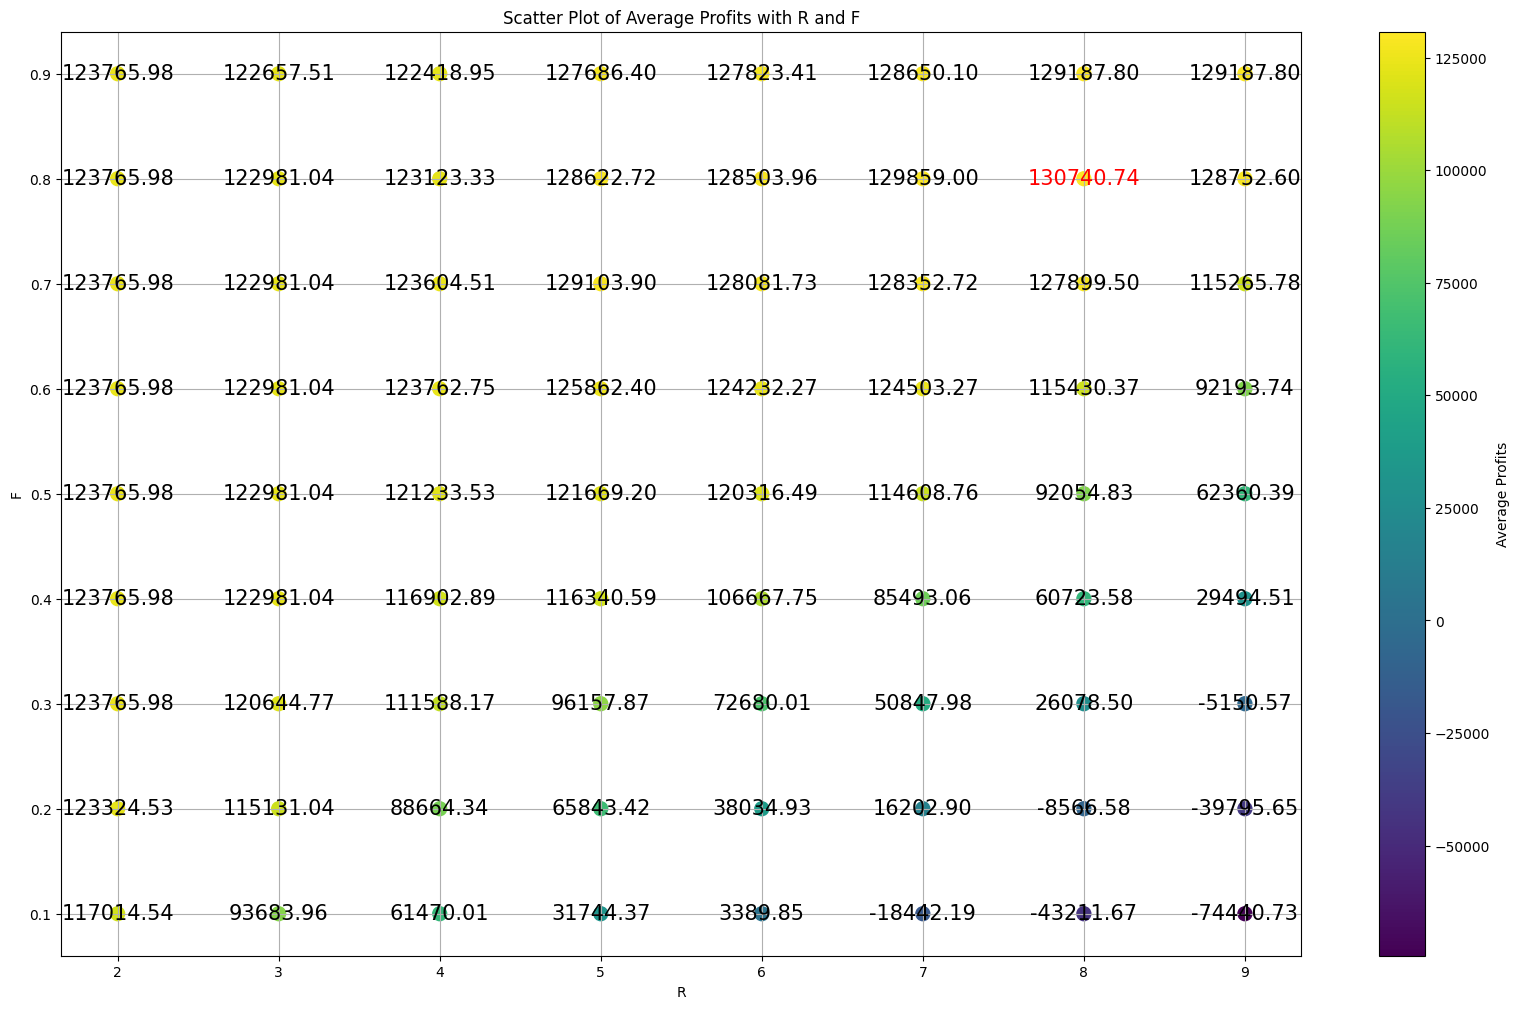 Scatter Plot of Average Profits with R and F
0.9 123765.98 122657.51 122418.95 127686.40 127823.41 128650.10 129187.80 129187.80
0.8 123765.98 122981.04 123123.33 128622.72 128503.96 129859.00 130740.74 128752.60
0.7 123765.98 122981.04 123604.51 129103.90 128081.73 128352.72 127899.50 115265.78
0.6 123765.98 122981.04 123762.75 125862.40 124232.27 124503.27 115430.37 92193.74
0.5 123765.98 122981.04 121233.53 121669.20 120316.49 114608.76 92054.83 62360.39
0.4 123765.98 122981.04 116902.89 116340.59 106667.75 85493.06 60723.58 29494.51
0.3 123765.98 120644.77 111588.17 96157.87 72680.01 50847.98 26078.50 -5150.57
0.2 123324.53 115131.04 88664.34 65843.42 38034.93 16202.90 -8566.58 -39795.65
0.1 117014.54 93683.96 61470.01 31744.37 3389.85 -18442.19 -43211.67 -74440.73
2 3 4 5 6 7 8 9
R
F
125000
100000
75000
50000
25000
0
−25000
−50000
Average Profits